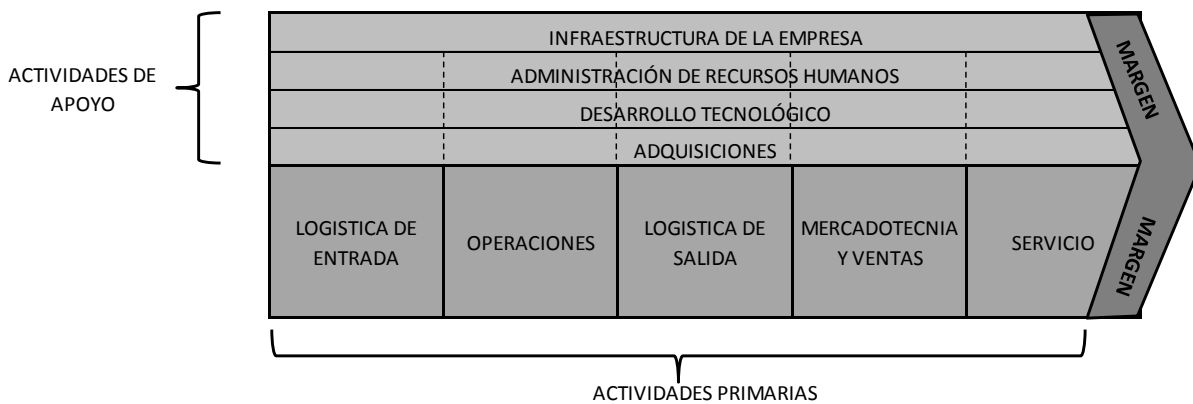 INFRAESTRUCTURA DE LA EMPRESA
ACTIVIDADES DE
APOYO
ADMINISTRACIÓN DE RECURSOS HUMANOS
DESARROLLO TECNOLÓGICO
ADQUISICIONES
MARGEN
LOGISTICA DE
ENTRADA
OPERACIONES
LOGISTICA DE
SALIDA
MERCADOTECNIA
Y VENTAS
SERVICIO
MARGEN
ACTIVIDADES PRIMARIAS